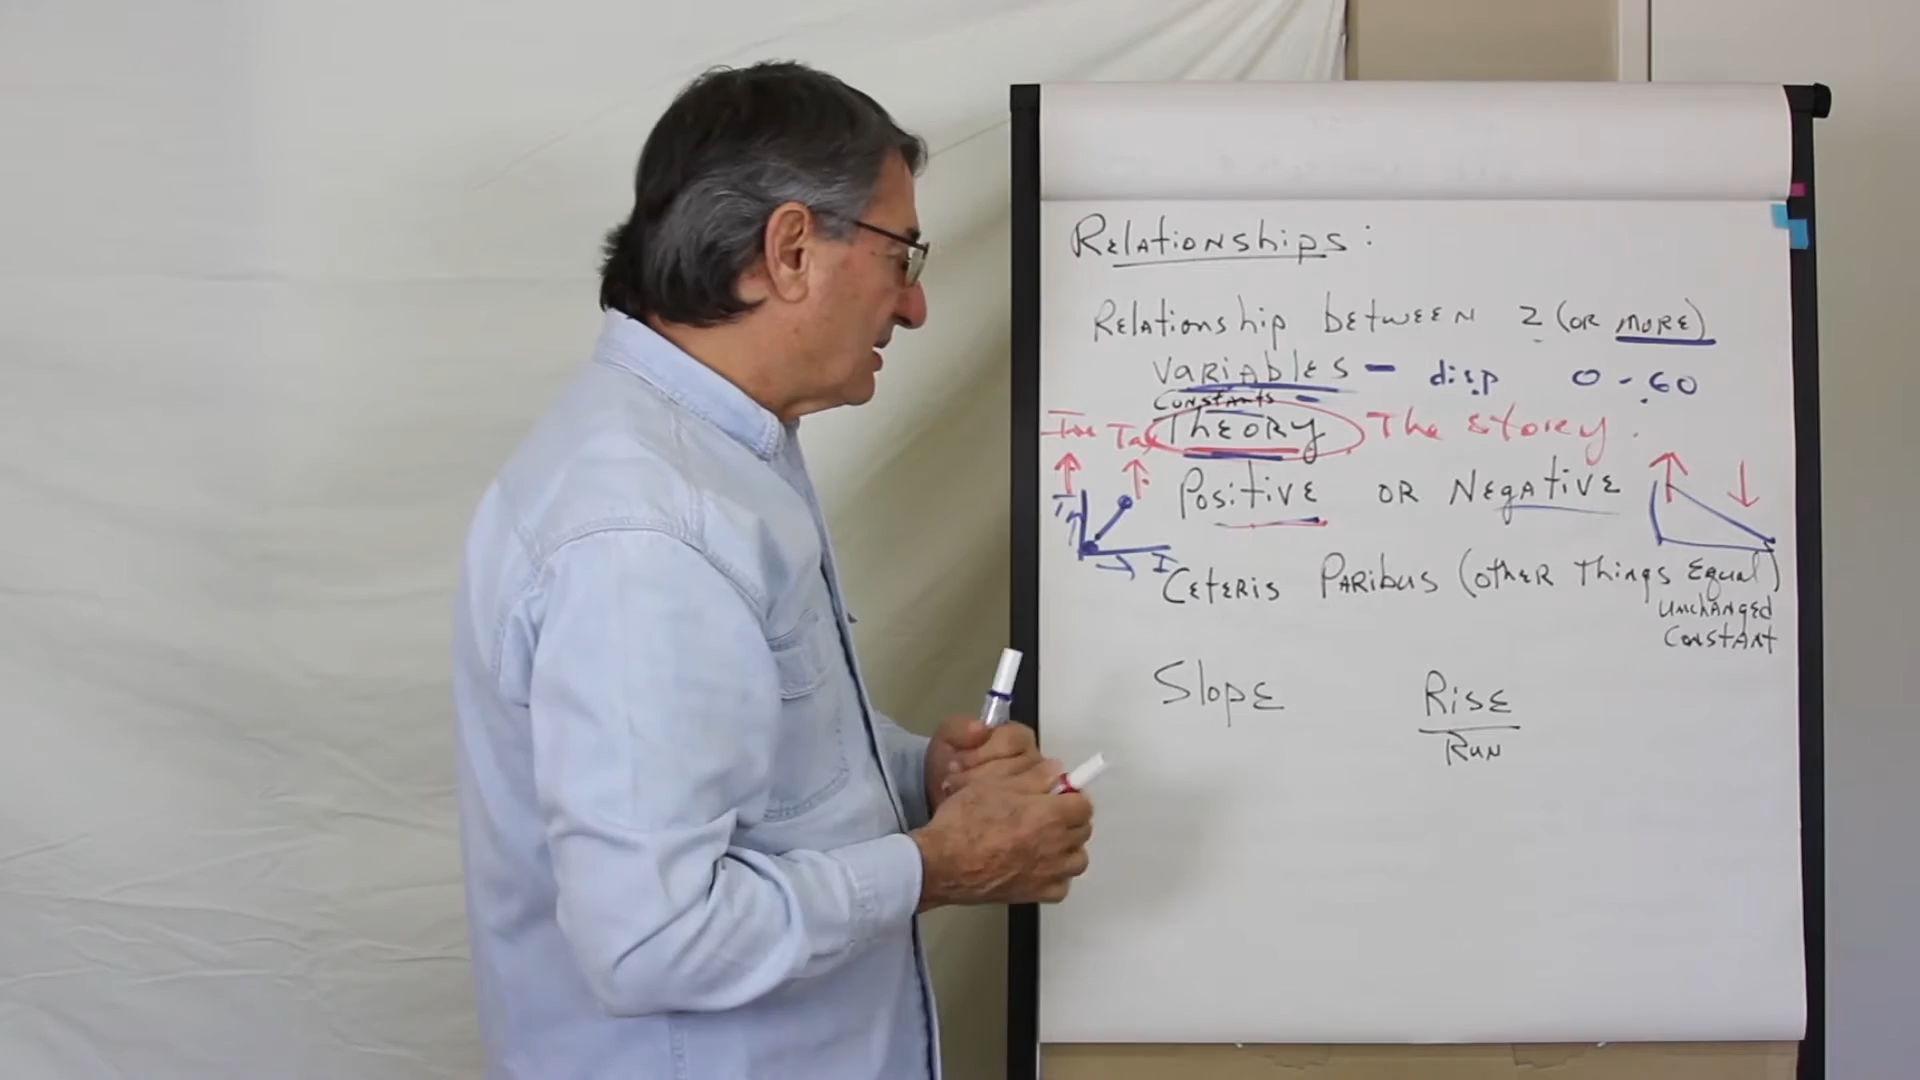 Relationships:
Relationship between 2 (or more)
Variables - disp 0 - 60
Constants -
Inc Tax Theory The story.
Positive or Negative
I
Ceteris Paribus (other things Equal)
Unchanged
Constant
Slope Rise
Run